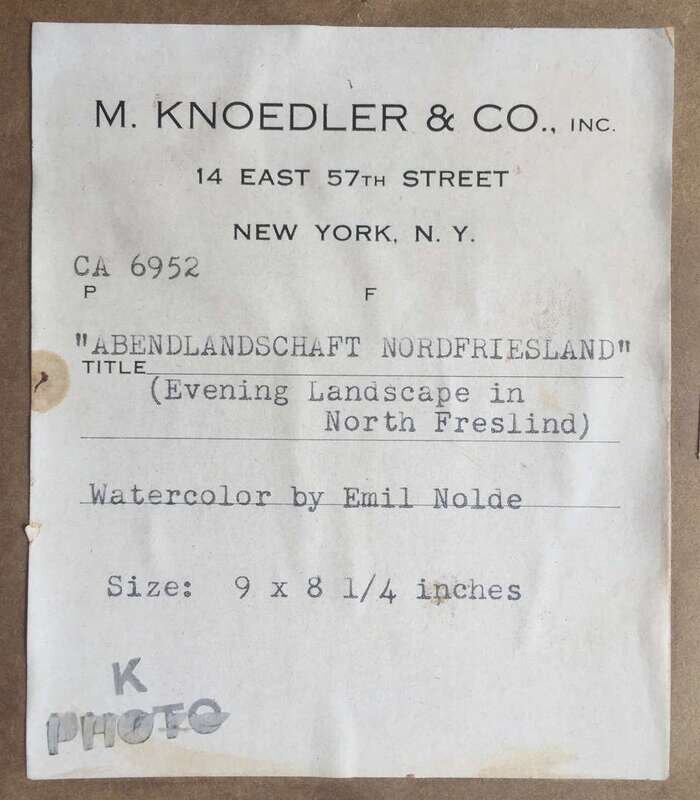 M. KNOEDLER & CO., INC.
14 EAST 57TH STREET
NEW YORK, N. Y.
CA 6952
P F
"ABENDLANDSCHAFT NORDFRIESLAND"
TITLE
(Evening Landscape in
North Freslind)
Watercolor by Emil Nolde
Size: 9 x 8 1/4 inches
K
PHOTO